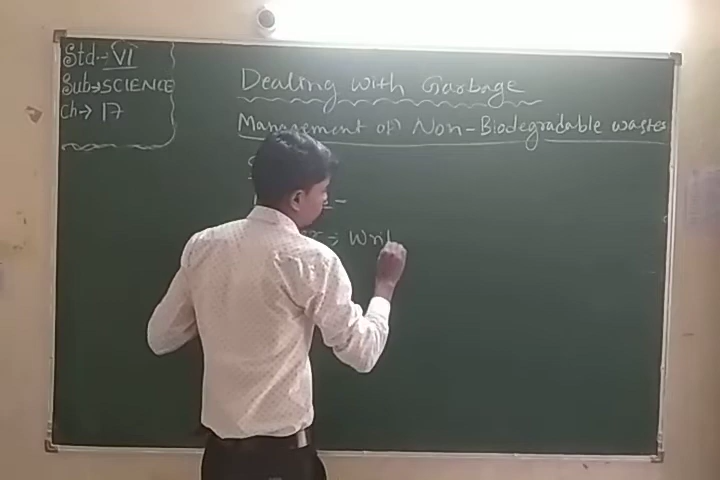 Std→ VI
Sub→SCIENCE
Ch→ 17
Dealing with Garbage
Management of Non-Biodegradable wastes